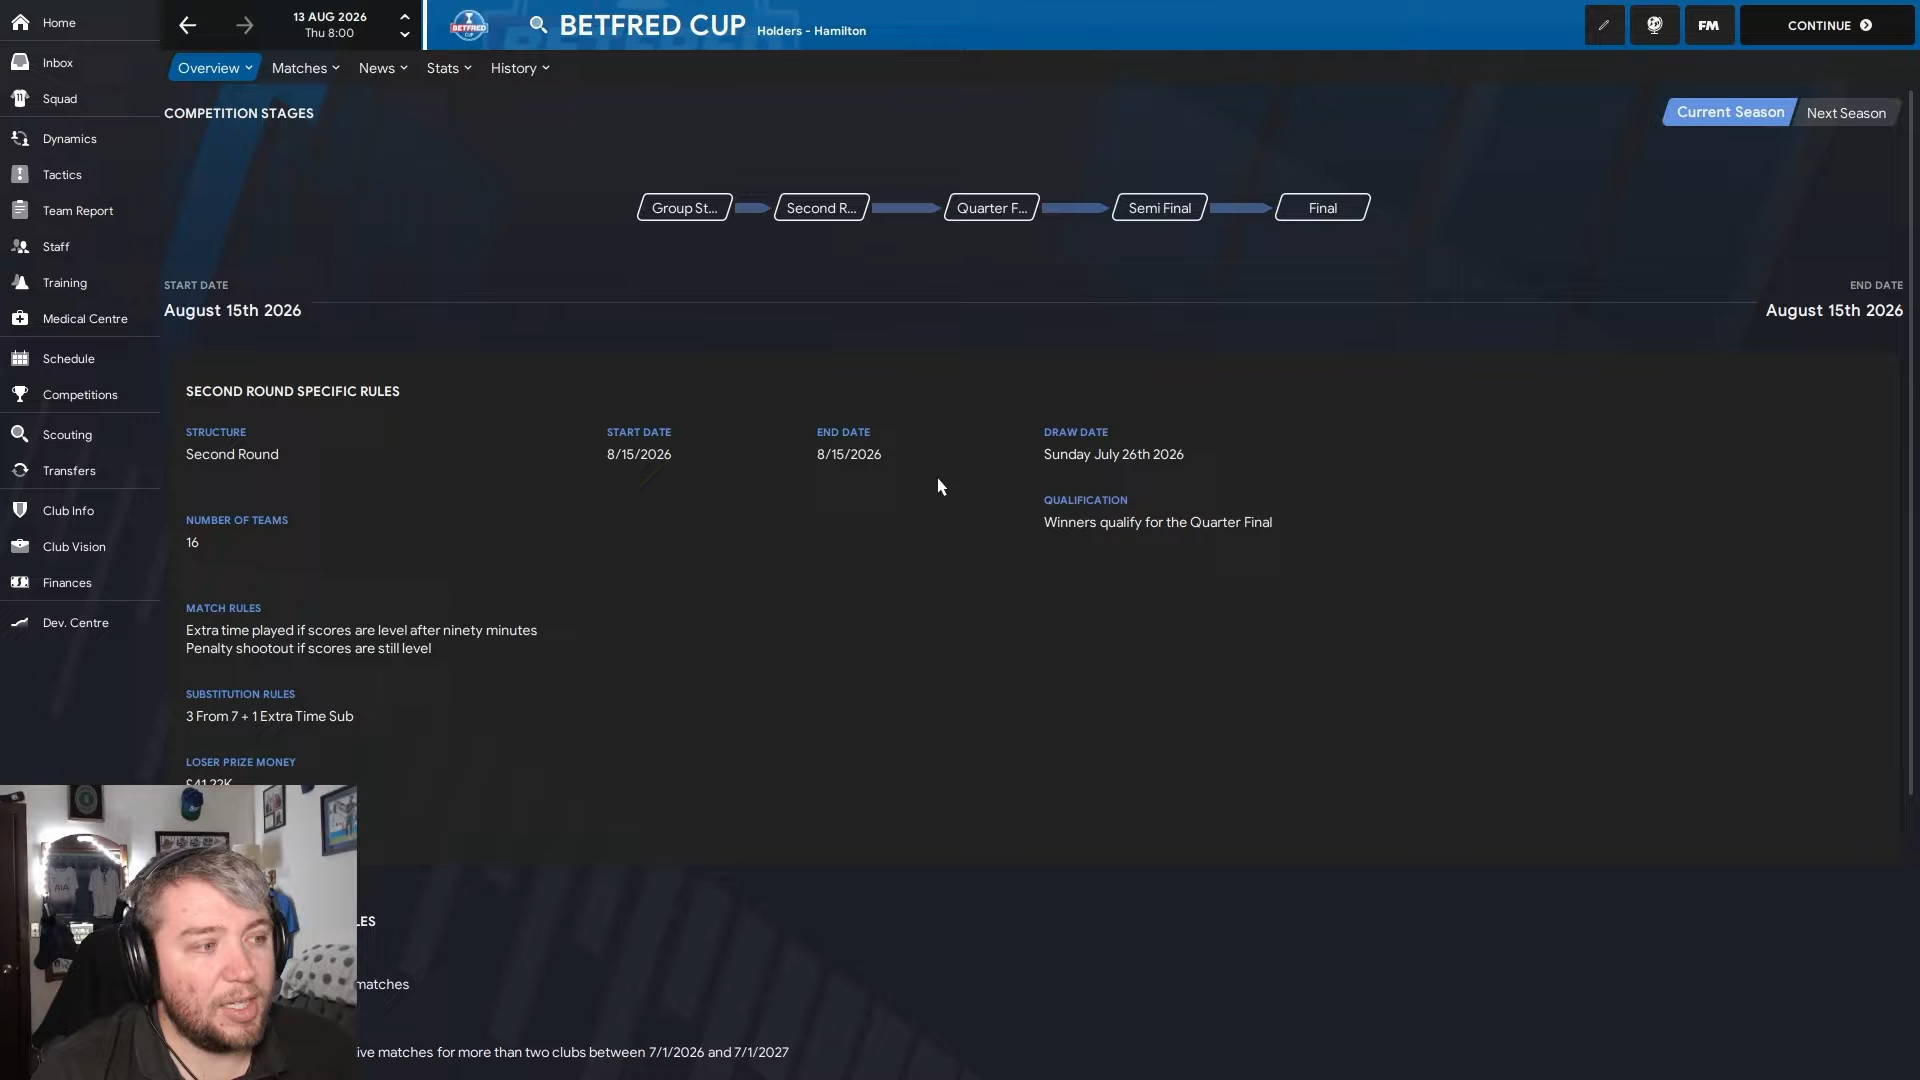 Home
13 AUG 2026
Thu 8:00
BETFRED CUP
BETFRED CUP
Holders - Hamilton
FM
CONTINUE
Inbox
Overview
Matches
News
Stats
History
Squad
COMPETITION STAGES
Current Season
Next Season
Dynamics
Tactics
Team Report
Group St...
Second R...
Quarter F...
Semi Final
Final
Staff
Training
START DATE
END DATE
August 15th 2026
August 15th 2026
Medical Centre
Schedule
Competitions
SECOND ROUND SPECIFIC RULES
Scouting
STRUCTURE
START DATE
END DATE
DRAW DATE
Second Round
8/15/2026
8/15/2026
Sunday July 26th 2026
Transfers
QUALIFICATION
Club Info
Winners qualify for the Quarter Final
NUMBER OF TEAMS
16
Club Vision
Finances
MATCH RULES
Dev. Centre
Extra time played if scores are level after ninety minutes
Penalty shootout if scores are still level
SUBSTITUTION RULES
3 From 7 + 1 Extra Time Sub
LOSER PRIZE MONEY
£41.22K
AIA
LES
matches
ive matches for more than two clubs between 7/1/2026 and 7/1/2027